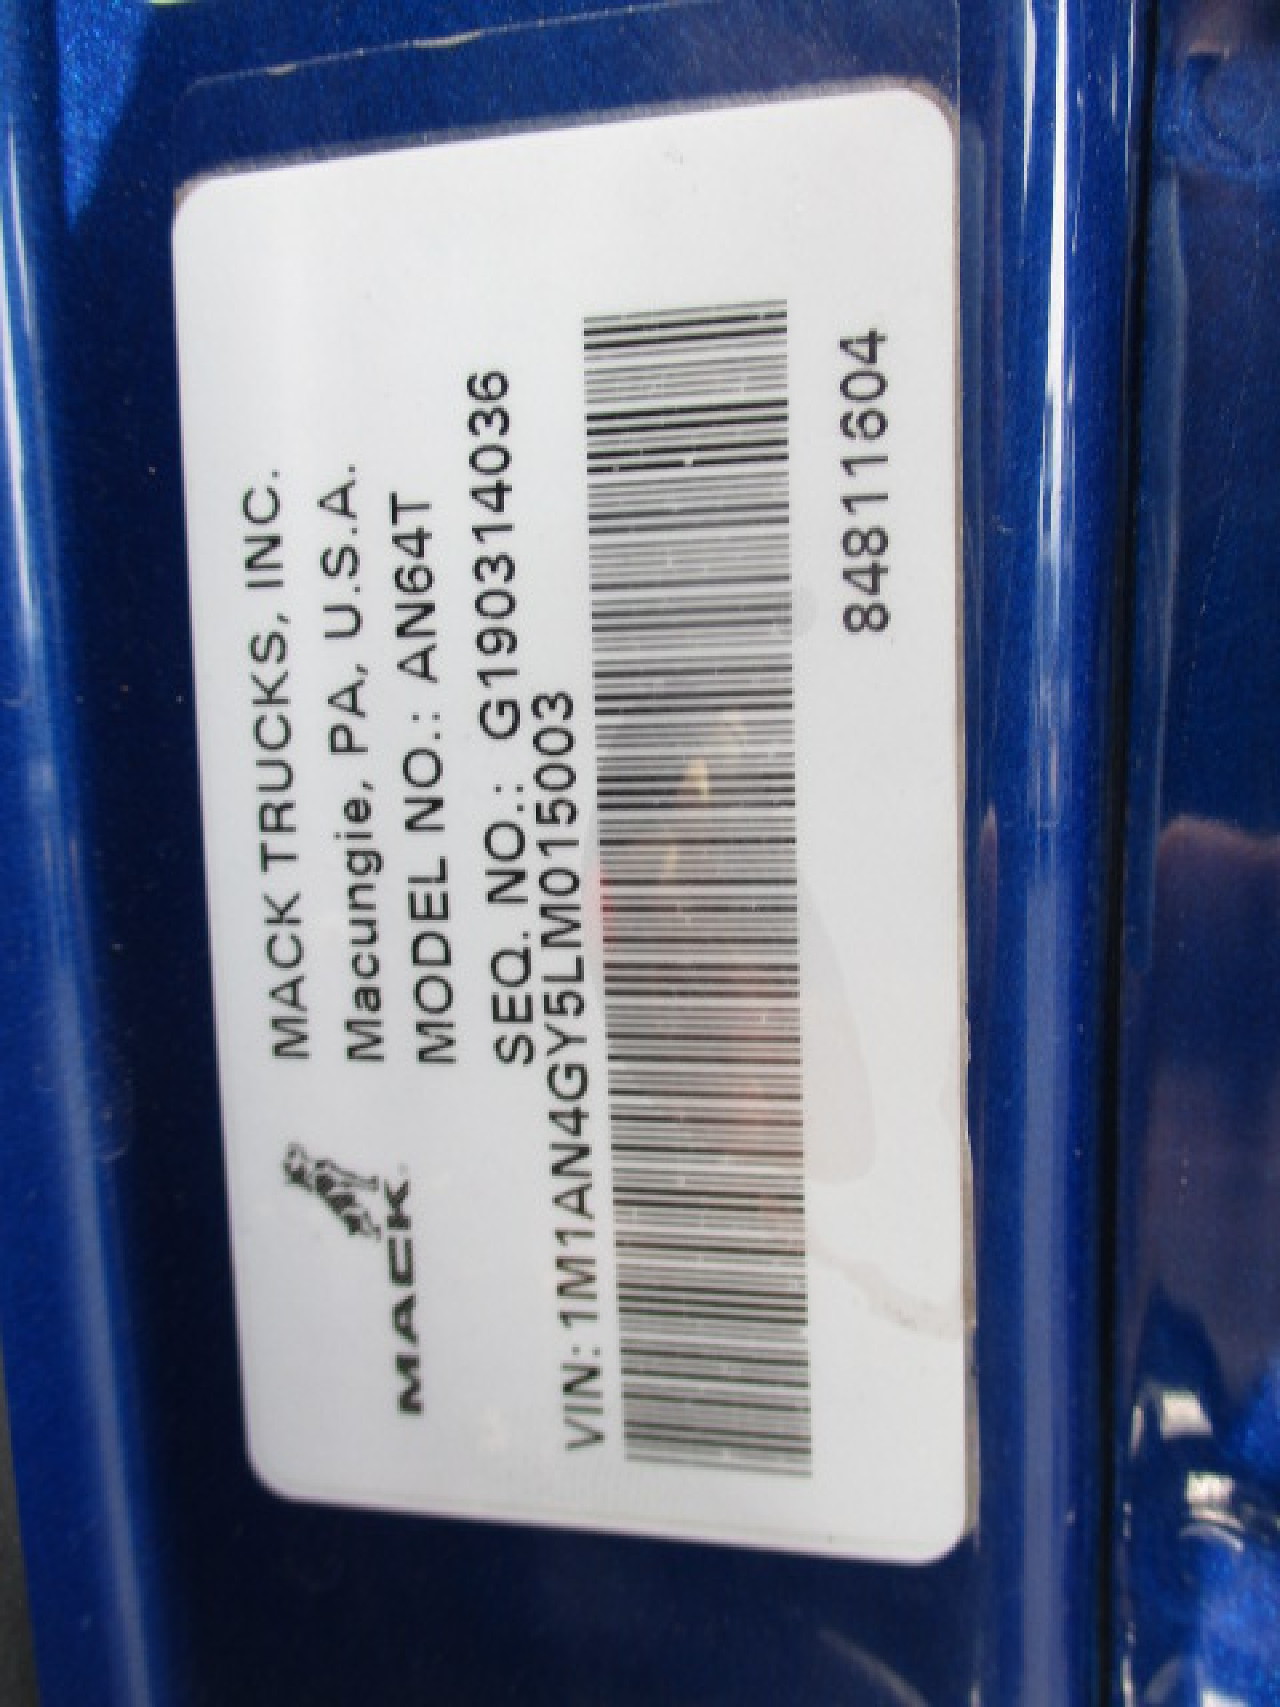 MACK
MACK TRUCKS, INC.
Macungie, PA, U.S.A.
MODEL NO.: AN64T
SEQ. NO.: G190314036
VIN: 1M1AN4GY5LM015003
84811604